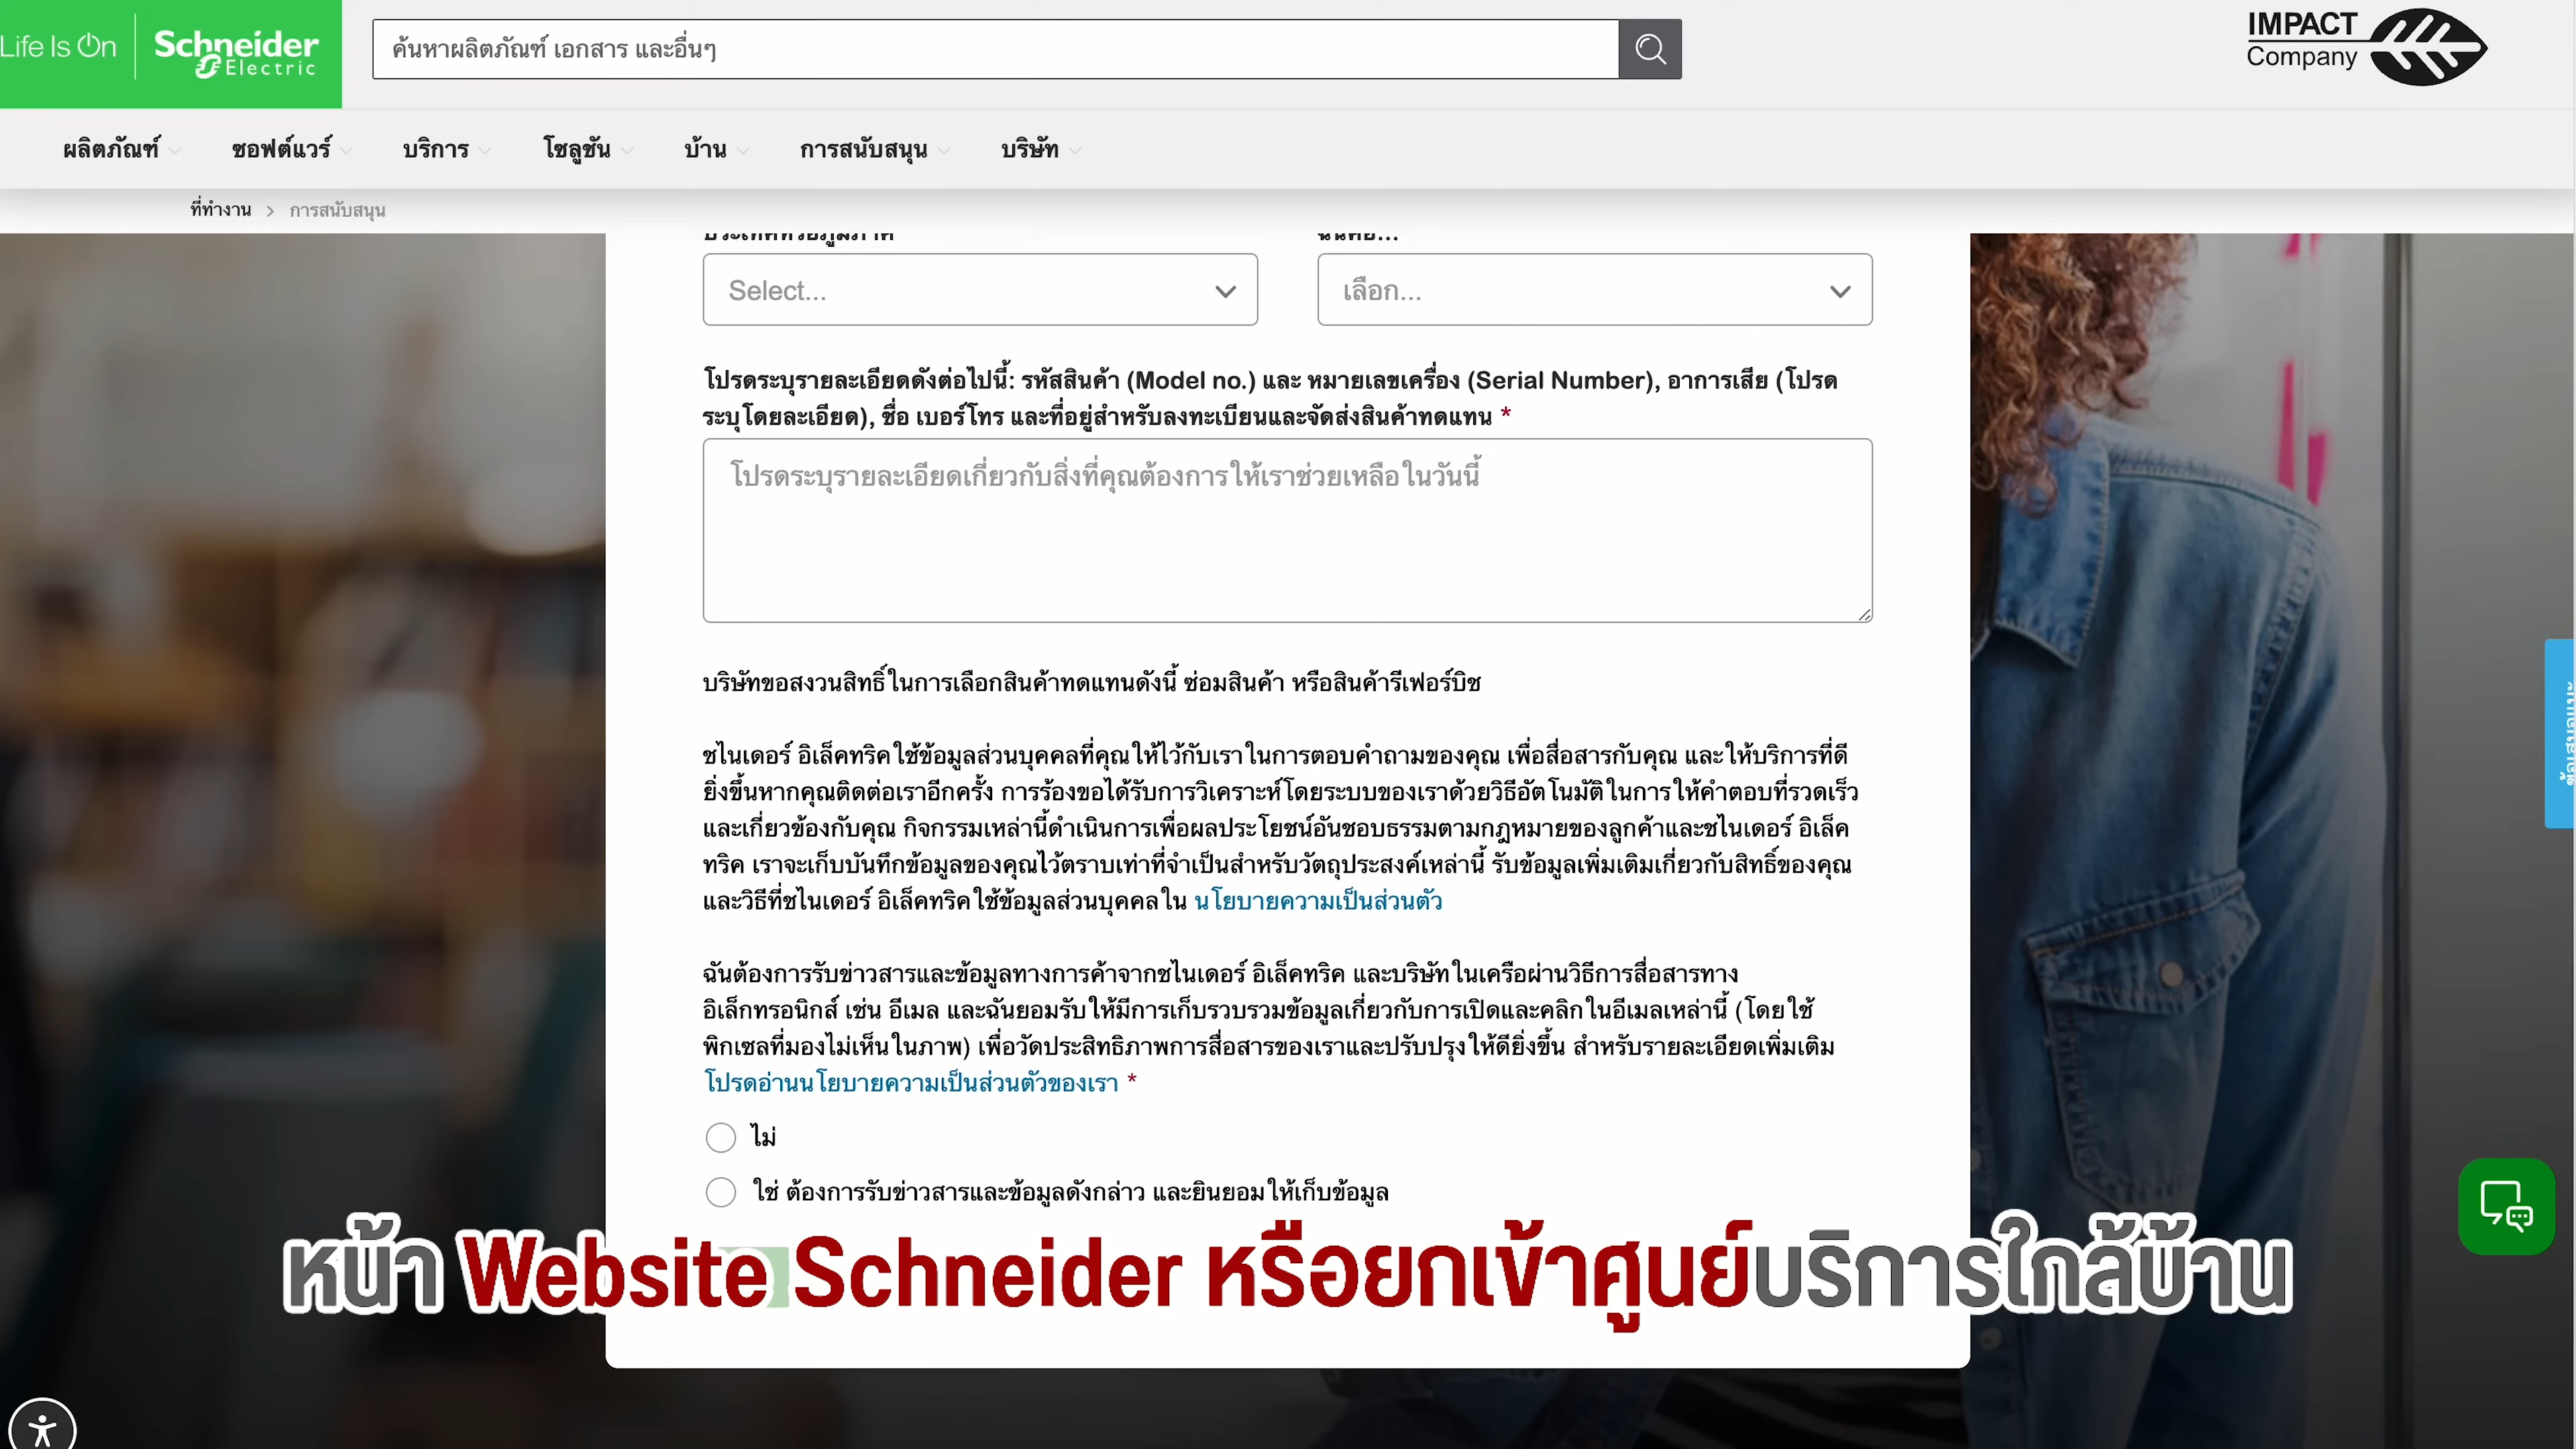 Life Is On
Schneider
Electric
ค้นหาผลิตภัณฑ์ เอกสาร และอื่นๆ
IMPACT
Company
ผลิตภัณฑ์ ซอฟต์แวร์ บริการ โซลูชัน บ้าน การสนับสนุน บริษัท
ที่ทำงาน > การสนับสนุน
Select...
เลือก...
โปรดระบุรายละเอียดดังต่อไปนี้: รหัสสินค้า (Model no.) และ หมายเลขเครื่อง (Serial Number), อาการเสีย (โปรด
ระบุโดยละเอียด), ชื่อ เบอร์โทร และที่อยู่สำหรับลงทะเบียนและจัดส่งสินค้าทดแทน *
โปรดระบุรายละเอียดเกี่ยวกับสิ่งที่คุณต้องการให้เราช่วยเหลือในวันนี้
บริษัทขอสงวนสิทธิ์ในการเลือกสินค้าทดแทนดังนี้ ซ่อมสินค้า หรือสินค้ารีเฟอร์บิช
ชไนเดอร์ อิเล็คทริคใช้ข้อมูลส่วนบุคคลที่คุณให้ไว้กับเราในการตอบคำถามของคุณ เพื่อสื่อสารกับคุณ และให้บริการที่ดี
ยิ่งขึ้นหากคุณติดต่อเราอีกครั้ง การร้องขอได้รับการวิเคราะห์โดยระบบของเราด้วยวิธีอัตโนมัติในการให้คำตอบที่รวดเร็ว
และเกี่ยวข้องกับคุณ กิจกรรมเหล่านี้ดำเนินการเพื่อผลประโยชน์อันชอบธรรมตามกฎหมายของลูกค้าและชไนเดอร์ อิเล็ค
ทริค เราจะเก็บบันทึกข้อมูลของคุณไว้ตราบเท่าที่จำเป็นสำหรับวัตถุประสงค์เหล่านี้ รับข้อมูลเพิ่มเติมเกี่ยวกับสิทธิ์ของคุณ
และวิธีที่ชไนเดอร์ อิเล็คทริคใช้ข้อมูลส่วนบุคคลใน นโยบายความเป็นส่วนตัว
ฉันต้องการรับข่าวสารและข้อมูลทางการค้าจากชไนเดอร์ อิเล็คทริค และบริษัทในเครือผ่านวิธีการสื่อสารทาง
อิเล็กทรอนิกส์ เช่น อีเมล และฉันยอมรับให้มีการเก็บรวบรวมข้อมูลเกี่ยวกับการเปิดและคลิกในอีเมลเหล่านี้ (โดยใช้
พิกเซลที่มองไม่เห็นในภาพ) เพื่อวัดประสิทธิภาพการสื่อสารของเราและปรับปรุงให้ดียิ่งขึ้น สำหรับรายละเอียดเพิ่มเติม
โปรดอ่านนโยบายความเป็นส่วนตัวของเรา *
ไม่
ใช่ ต้องการรับข่าวสารและข้อมูลดังกล่าว และยินยอมให้เก็บข้อมูล
หน้า Website Schneider หรือยกเข้าศูนย์บริการใกล้บ้าน